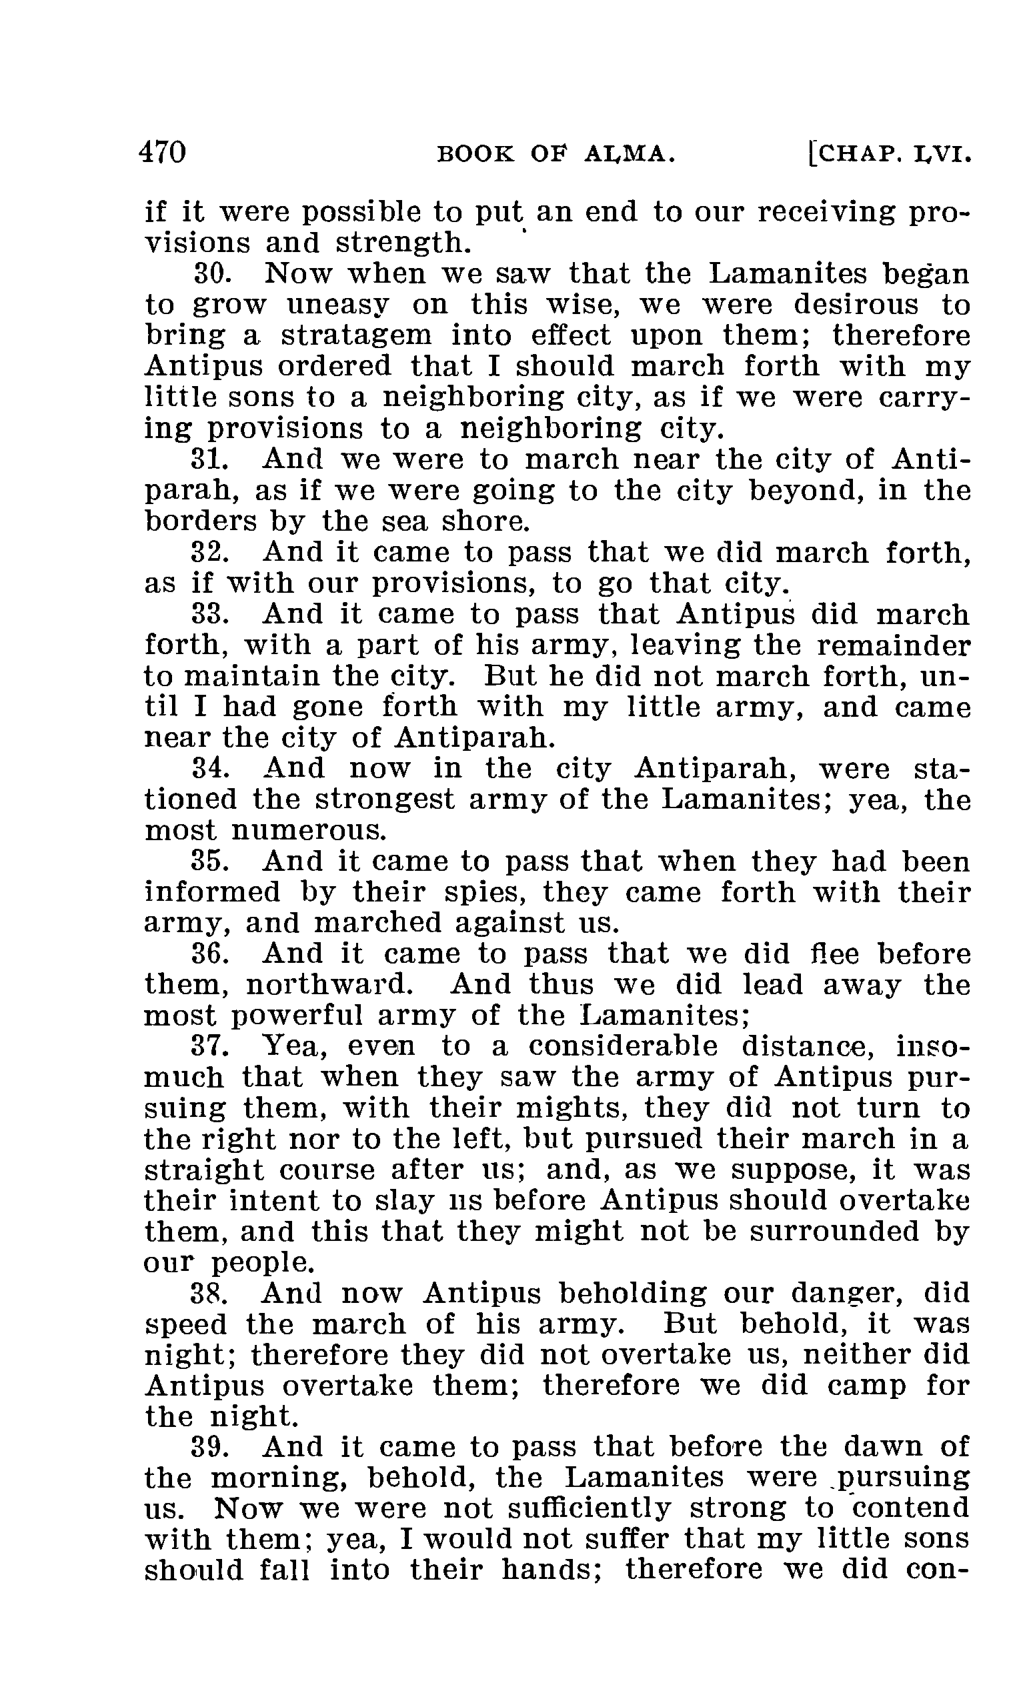 470 BOOK OF ALMA. [CHAP. LVI.
if it were possible to put an end to our receiving pro-
visions and strength.
30. Now when we saw that the Lamanites began
to grow uneasy on this wise, we were desirous to
bring a stratagem into effect upon them; therefore
Antipus ordered that I should march forth with my
little sons to a neighboring city, as if we were carry-
ing provisions to a neighboring city.
31. And we were to march near the city of Anti-
parah, as if we were going to the city beyond, in the
borders by the sea shore.
32. And it came to pass that we did march forth,
as if with our provisions, to go that city.
33. And it came to pass that Antipus did march
forth, with a part of his army, leaving the remainder
to maintain the city. But he did not march forth, un-
til I had gone forth with my little army, and came
near the city of Antiparah.
34. And now in the city Antiparah, were sta-
tioned the strongest army of the Lamanites; yea, the
most numerous.
35. And it came to pass that when they had been
informed by their spies, they came forth with their
army, and marched against us.
36. And it came to pass that we did flee before
them, northward. And thus we did lead away the
most powerful army of the Lamanites;
37. Yea, even to a considerable distance, inso-
much that when they saw the army of Antipus pur-
suing them, with their mights, they did not turn to
the right nor to the left, but pursued their march in a
straight course after us; and, as we suppose, it was
their intent to slay us before Antipus should overtake
them, and this that they might not be surrounded by
our people.
38. And now Antipus beholding our danger, did
speed the march of his army. But behold, it was
night; therefore they did not overtake us, neither did
Antipus overtake them; therefore we did camp for
the night.
39. And it came to pass that before the dawn of
the morning, behold, the Lamanites were pursuing
us. Now we were not sufficiently strong to contend
with them; yea, I would not suffer that my little sons
should fall into their hands; therefore we did con-